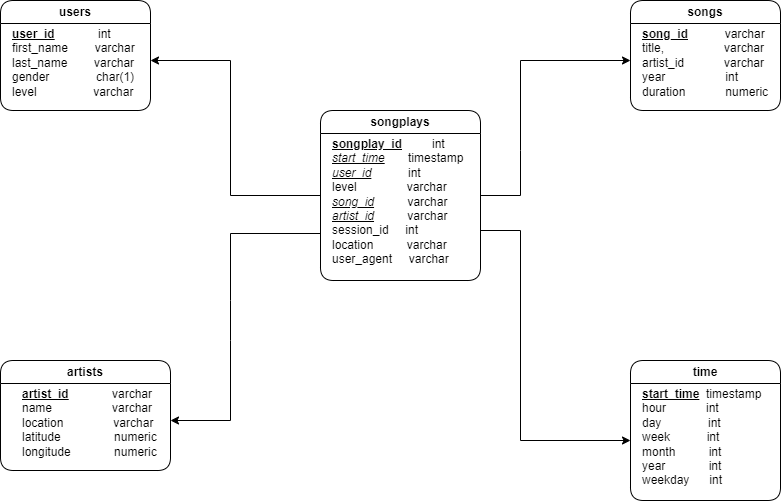 users
user_id int
first_name varchar
last_name varchar
gender char(1)
level varchar
songs
song_id varchar
title, varchar
artist_id varchar
year int
duration numeric
songplays
songplay_id int
start_time timestamp
user_id int
level varchar
song_id varchar
artist_id varchar
session_id int
location varchar
user_agent varchar
artists
artist_id varchar
name varchar
location varchar
latitude numeric
longitude numeric
time
start_time timestamp
hour int
day int
week int
month int
year int
weekday int